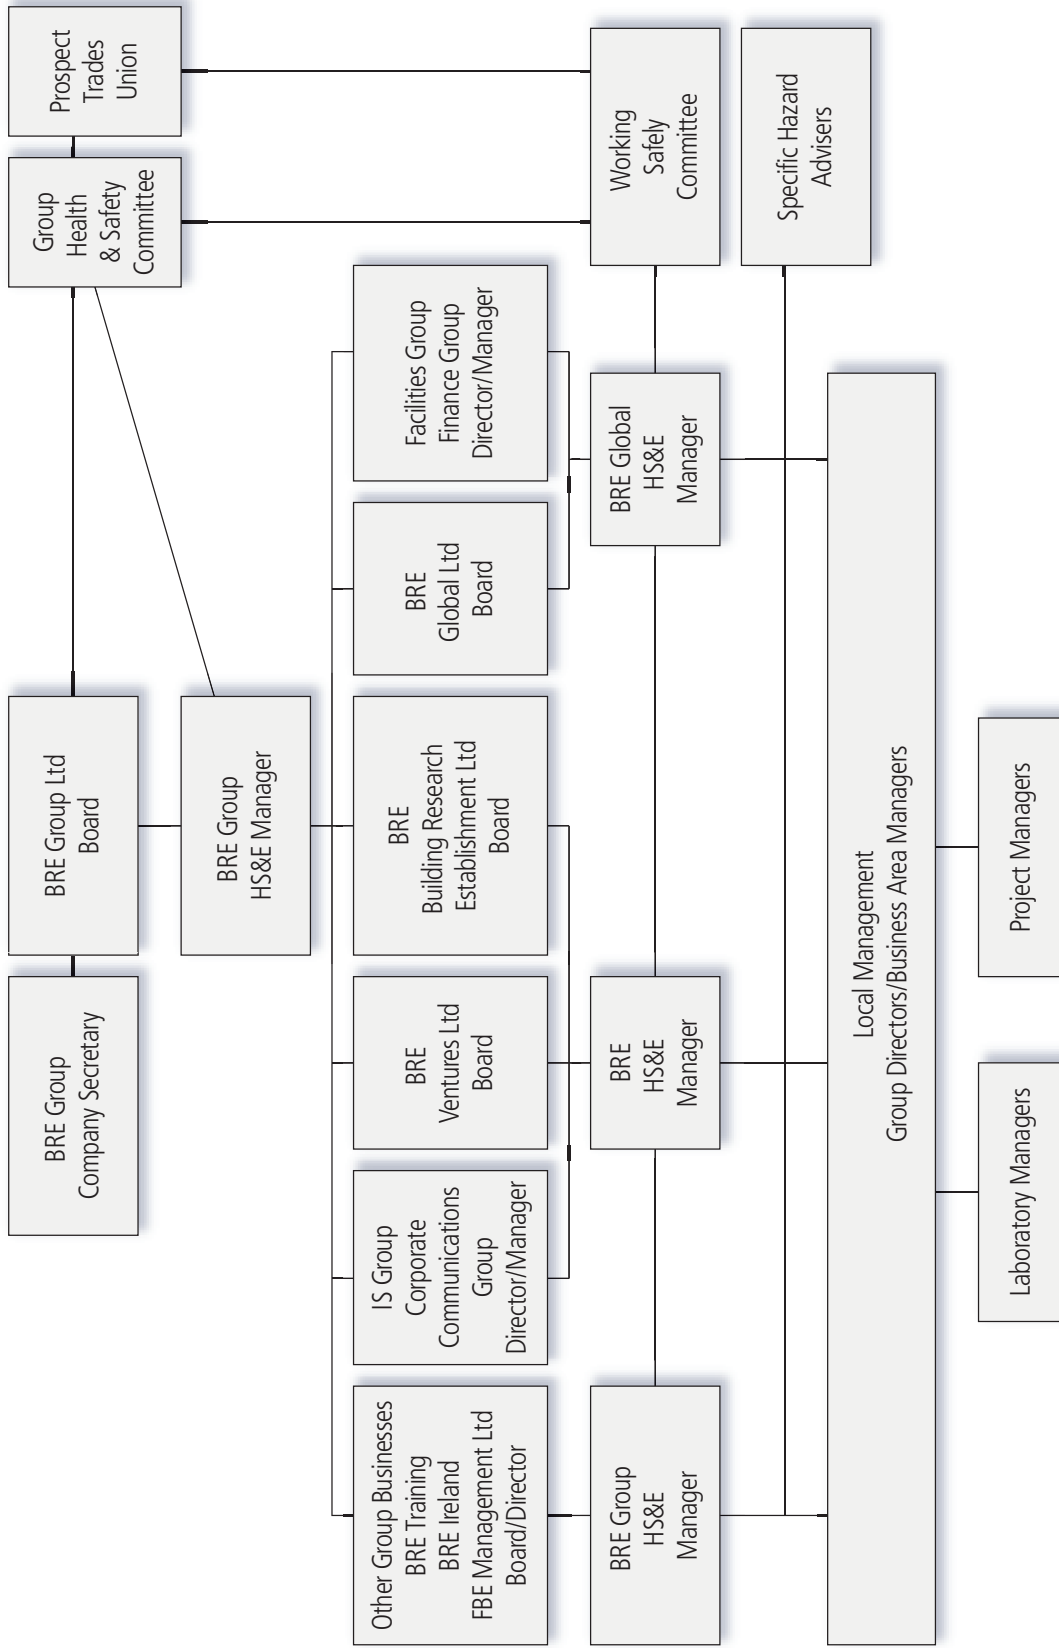 BRE Group
Company Secretary
BRE Group Ltd
Board
Group
Health
& Safety
Committee
Prospect
Trades
Union
BRE Group
HS&E Manager
Other Group Businesses
BRE Training
BRE Ireland
FBE Management Ltd
Board/Director
IS Group
Corporate
Communications
Group
Director/Manager
BRE
Ventures Ltd
Board
BRE
Building Research
Establishment Ltd
Board
BRE
Global Ltd
Board
Facilities Group
Finance Group
Director/Manager
BRE Group
HS&E
Manager
BRE
HS&E
Manager
BRE Global
HS&E
Manager
Working
Safely
Committee
Specific Hazard
Advisers
Local Management
Group Directors/Business Area Managers
Laboratory Managers
Project Managers